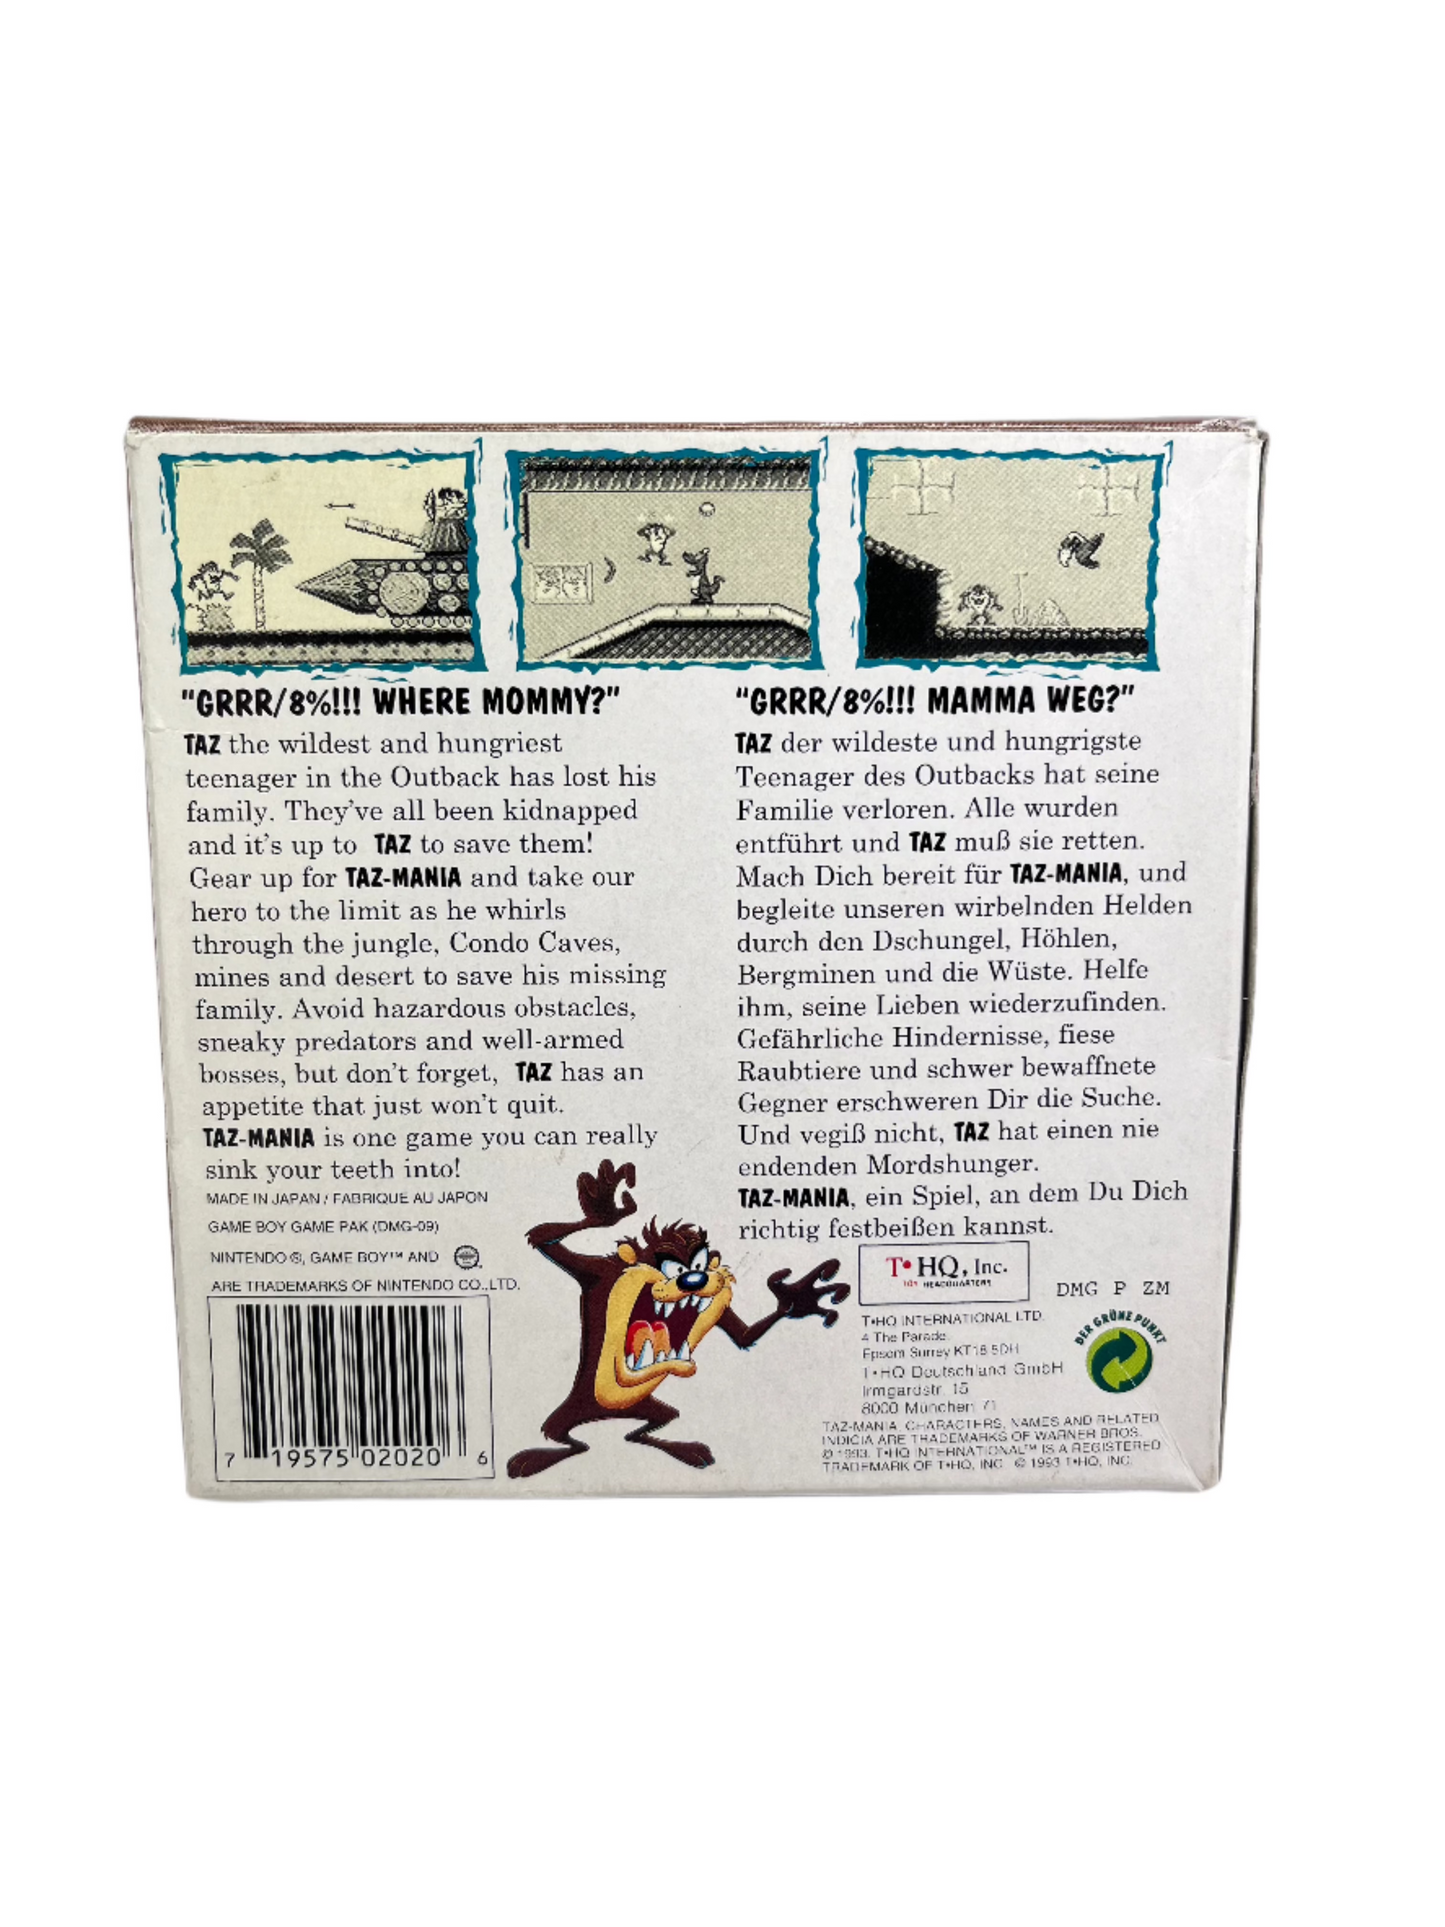 "GRRR/8%!!! WHERE MOMMY?"
TAZ the wildest and hungriest
teenager in the Outback has lost his
family. They've all been kidnapped
and it's up to TAZ to save them!
Gear up for TAZ-MANIA and take our
hero to the limit as he whirls
through the jungle, Condo Caves,
mines and desert to save his missing
family. Avoid hazardous obstacles,
sneaky predators and well-armed
bosses, but don't forget, TAZ has an
appetite that just won't quit.
TAZ-MANIA is one game you can really
sink your teeth into!
MADE IN JAPAN / FABRIQUE AU JAPON
GAME BOY GAME PAK (DMG-09)
NINTENDO ®, GAME BOY™ AND
ARE TRADEMARKS OF NINTENDO CO.,LTD.
7 19575 02020 6
"GRRR/8%!!! MAMMA WEG?"
TAZ der wildeste und hungrigste
Teenager des Outbacks hat seine
Familie verloren. Alle wurden
entführt und TAZ muß sie retten.
Mach Dich bereit für TAZ-MANIA, und
begleite unseren wirbelnden Helden
durch den Dschungel, Höhlen,
Bergminen und die Wüste. Helfe
ihm, seine Lieben wiederzufinden.
Gefährliche Hindernisse, fiese
Raubtiere und schwer bewaffnete
Gegner erschweren Dir die Suche.
Und vegiß nicht, TAZ hat einen nie
endenden Mordshunger.
TAZ-MANIA, ein Spiel, an dem Du Dich
richtig festbeißen kannst.
T•HQ, Inc.
TOY HEADQUARTERS
DMG P ZM
DER GRÜNE PUNKT
T•HQ INTERNATIONAL LTD.
4 The Parade
Epsom Surrey KT18 5DH
T•HQ Deutschland GmbH
Irmgardstr. 15
8000 München 71
TAZ-MANIA, CHARACTERS, NAMES AND RELATED
INDICIA ARE TRADEMARKS OF WARNER BROS.
© 1993. T•HQ INTERNATIONAL™ IS A REGISTERED
TRADEMARK OF T•HQ, INC. © 1993 T•HQ, INC.